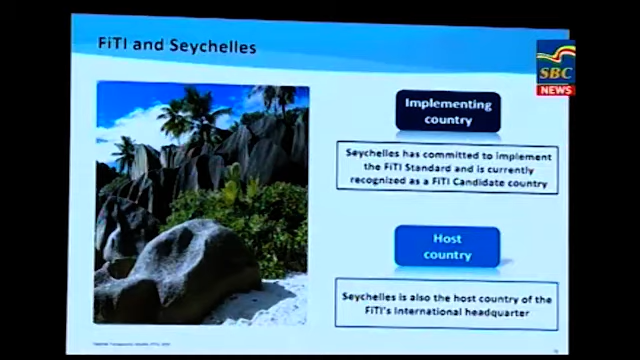 FiTI and Seychelles
SBC
NEWS
Implementing
country
Seychelles has committed to implement
the FiTI Standard and is currently
recognized as a FiTI Candidate country
Host
country
Seychelles is also the host country of the
FiTI's International headquarter